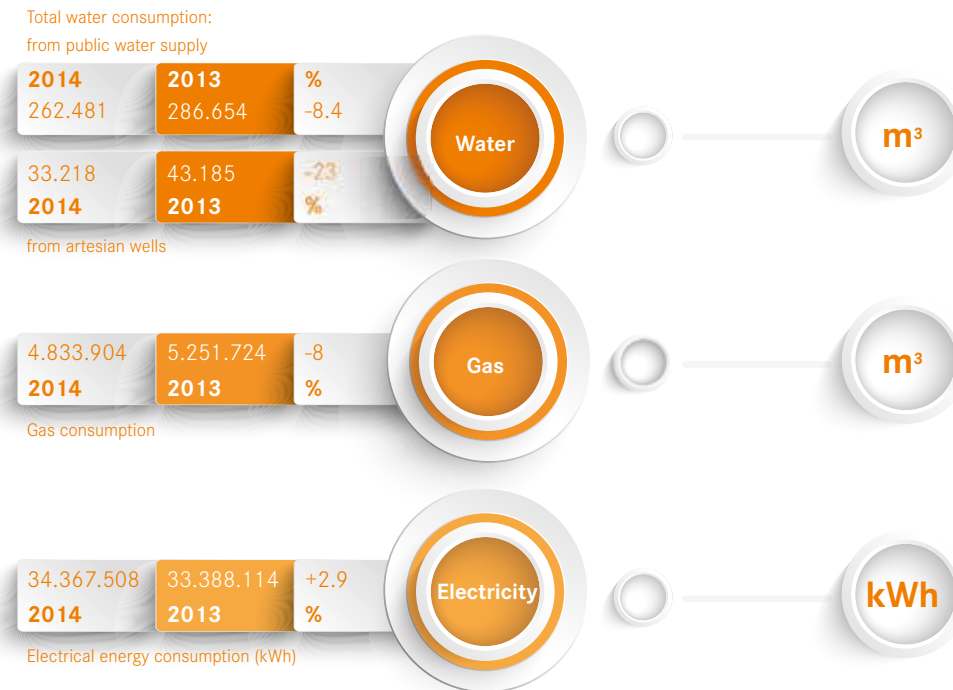 Total water consumption:
from public water supply
2014 2013 %
262.481 286.654 -8.4
Water
m³
33.218 43.185 -23
2014 2013 %
from artesian wells
4.833.904 5.251.724 -8
2014 2013 %
Gas
m³
Gas consumption
34.367.508 33.388.114 +2.9
2014 2013 %
Electricity
kWh
Electrical energy consumption (kWh)